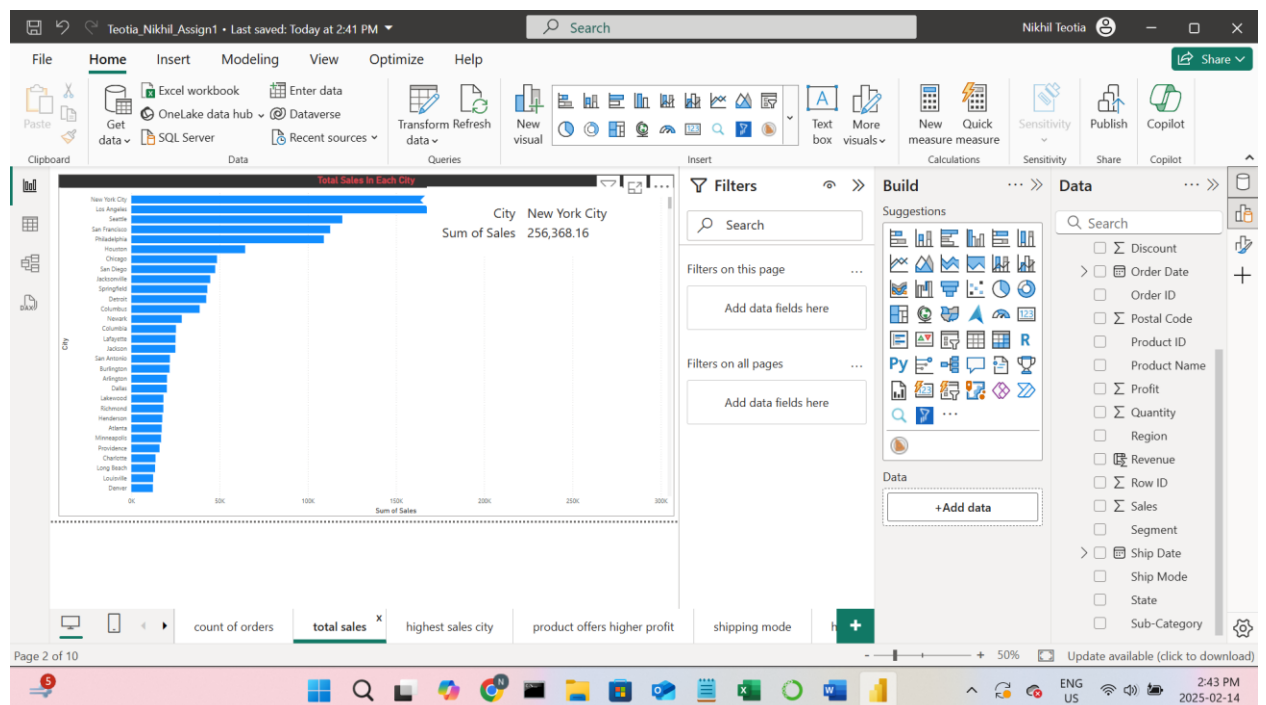 Teotia_Nikhil_Assign1 • Last saved: Today at 2:41 PM
Search
Nikhil Teotia
File
Home
Insert
Modeling
View
Optimize
Help
Share
Paste
Clipboard
Get data
Excel workbook
OneLake data hub
SQL Server
Enter data
Dataverse
Recent sources
Data
Transform data
Refresh
Queries
New visual
Text box
More visuals
Insert
New measure
Quick measure
Calculations
Sensitivity
Sensitivity
Publish
Share
Copilot
Copilot
Total Sales In Each City
City New York City
Sum of Sales 256,368.16
City
New York City
Los Angeles
Seattle
San Francisco
Philadelphia
Houston
Chicago
San Diego
Jacksonville
Springfield
Detroit
Columbus
Newark
Columbia
Lafayette
Jackson
San Antonio
Burlington
Arlington
Dallas
Lakewood
Richmond
Henderson
Atlanta
Minneapolis
Providence
Charlotte
Long Beach
Louisville
Denver
0K 50K 100K 150K 200K 250K 300K
Sum of Sales
Filters
Search
Filters on this page
...
Add data fields here
Filters on all pages
...
Add data fields here
Build
Suggestions
123
R
Py
Data
+Add data
Data
Search
Discount
Order Date
Order ID
Postal Code
Product ID
Product Name
Profit
Quantity
Region
Revenue
Row ID
Sales
Segment
Ship Date
Ship Mode
State
Sub-Category
count of orders
total sales x
highest sales city
product offers higher profit
shipping mode
Page 2 of 10
- + 50%
Update available (click to download)
5
N
ENG
US
2:43 PM
2025-02-14